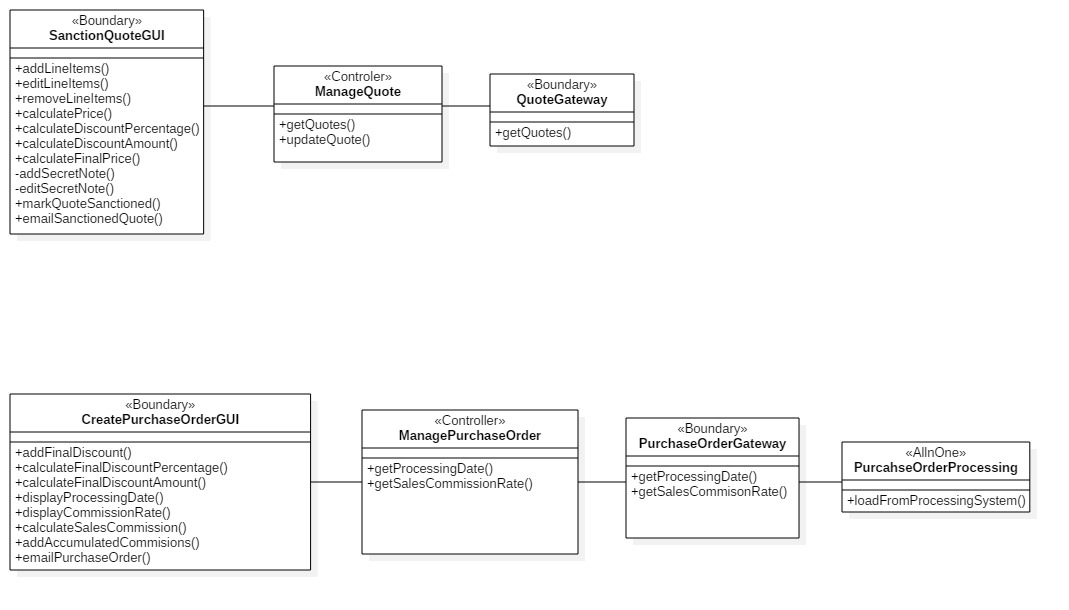 «Boundary»
SanctionQuoteGUI
+addLineItems()
+editLineItems()
+removeLineItems()
+calculatePrice()
+calculateDiscountPercentage()
+calculateDiscountAmount()
+calculateFinalPrice()
-addSecretNote()
-editSecretNote()
+markQuoteSanctioned()
+emailSanctionedQuote()
«Controler»
ManageQuote
+getQuotes()
+updateQuote()
«Boundary»
QuoteGateway
+getQuotes()
«Boundary»
CreatePurchaseOrderGUI
+addFinalDiscount()
+calculateFinalDiscountPercentage()
+calculateFinalDiscountAmount()
+displayProcessingDate()
+displayCommissionRate()
+calculateSalesCommission()
+addAccumulatedCommisions()
+emailPurchaseOrder()
«Controller»
ManagePurchaseOrder
+getProcessingDate()
+getSalesCommissionRate()
«Boundary»
PurchaseOrderGateway
+getProcessingDate()
+getSalesCommisonRate()
«AllnOne»
PurcahseOrderProcessing
+loadFromProcessingSystem()